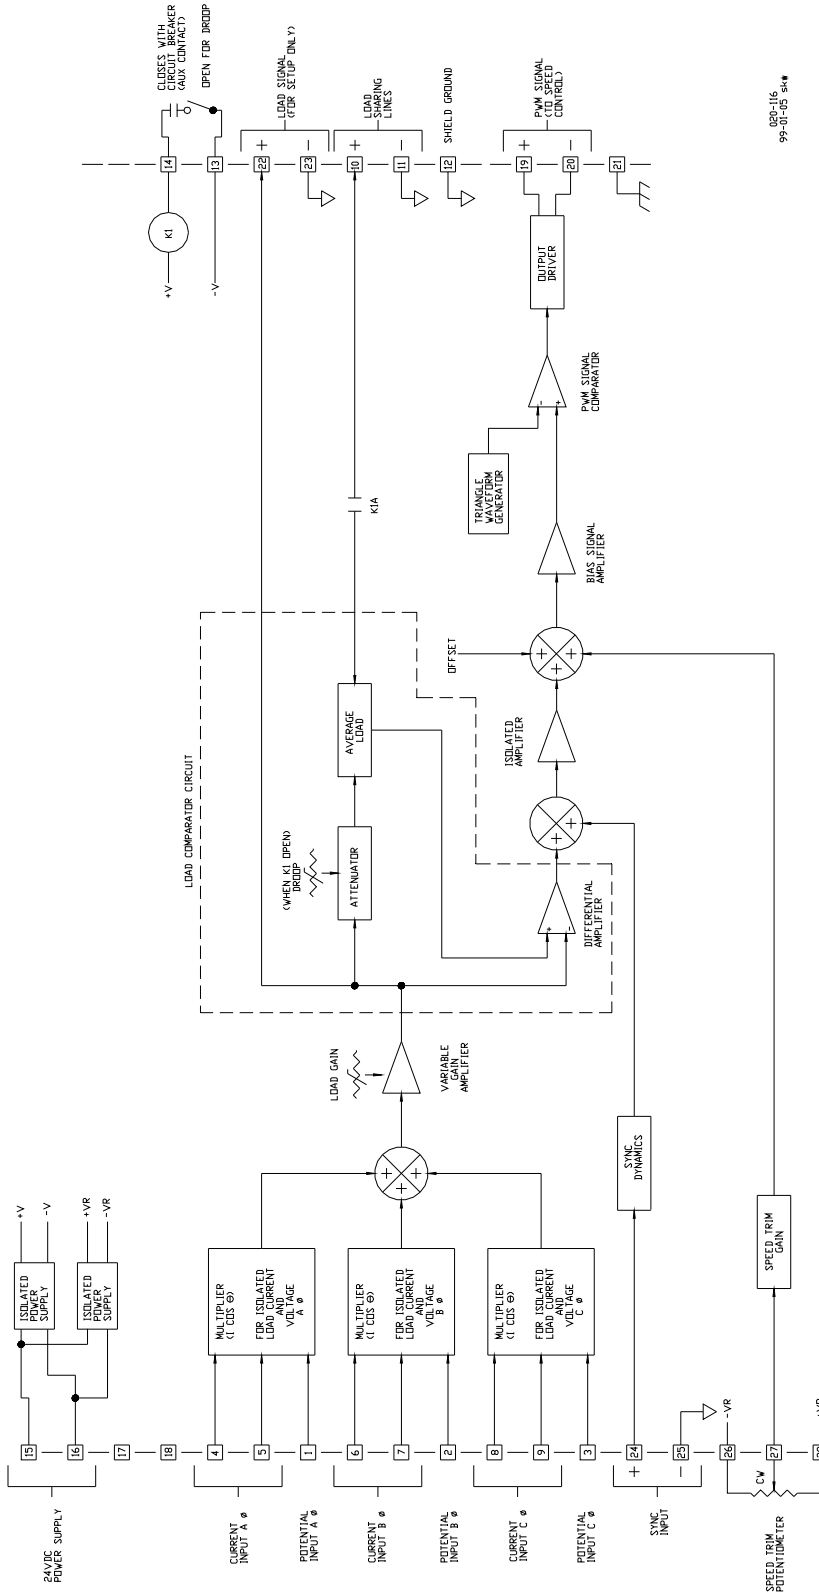 24VDC
POWER SUPPLY
15
16
17
18
ISOLATED
POWER
SUPPLY
+V
-V
ISOLATED
POWER
SUPPLY
+VR
-VR
CURRENT
INPUT A ø
4
5
POTENTIAL
INPUT A ø
1
MULTIPLIER
(I COS Θ)
FOR ISOLATED
LOAD CURRENT
AND
VOLTAGE
A ø
CURRENT
INPUT B ø
6
7
POTENTIAL
INPUT B ø
2
MULTIPLIER
(I COS Θ)
FOR ISOLATED
LOAD CURRENT
AND
VOLTAGE
B ø
CURRENT
INPUT C ø
8
9
POTENTIAL
INPUT C ø
3
MULTIPLIER
(I COS Θ)
FOR ISOLATED
LOAD CURRENT
AND
VOLTAGE
C ø
+ + +
LOAD GAIN
VARIABLE
GAIN
AMPLIFIER
SYNC
INPUT
+
-
24
25
SYNC
DYNAMICS
SPEED TRIM
POTENTIOMETER
CW
26
27
28
-VR
+VR
SPEED TRIM
GAIN
LOAD COMPARATOR CIRCUIT
(WHEN K1 OPEN)
DROOP
ATTENUATOR
AVERAGE
LOAD
+
-
DIFFERENTIAL
AMPLIFIER
+ +
ISOLATED
AMPLIFIER
OFFSET
+ + +
BIAS SIGNAL
AMPLIFIER
TRIANGLE
WAVEFORM
GENERATOR
-
+
PWM SIGNAL
COMPARATOR
OUTPUT
DRIVER
K1A
+V
K1
-V
14
13
CLOSES WITH
CIRCUIT BREAKER
(AUX CONTACT)
OPEN FOR DROOP
22
+
23
-
LOAD SIGNAL
(FOR SETUP ONLY)
10
+
11
-
LOAD
SHARING
LINES
12
SHIELD GROUND
19
+
20
-
PWM SIGNAL
(TO SPEED
CONTROL)
21
020-116
99-01-05 skw